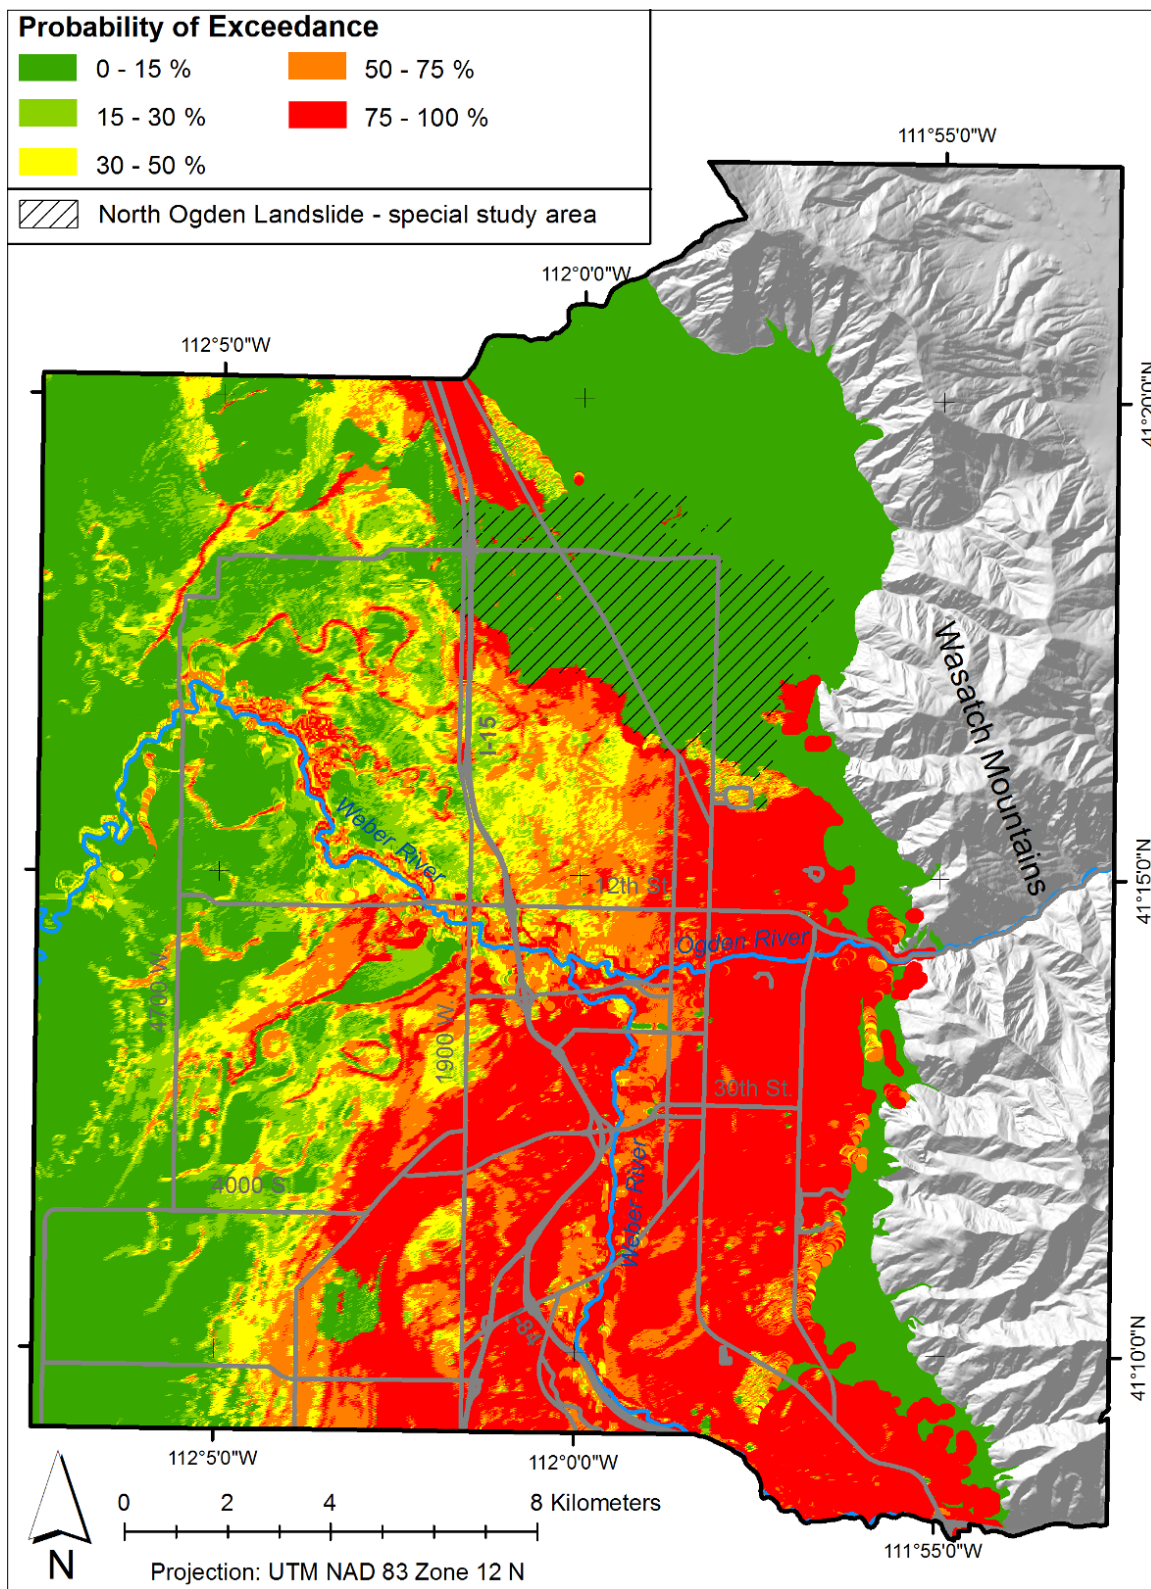 Probability of Exceedance
0 - 15 %
50 - 75 %
15 - 30 %
75 - 100 %
30 - 50 %
North Ogden Landslide - special study area
111°55'0"W
112°0'0"W
112°5'0"W
41°20'0"N
Wasatch Mountains
I-15
Weber River
12th St.
41°15'0"N
Ogden River
4700 W.
1900 W.
30th St.
Weber River
4000 S
-84
41°10'0"N
112°5'0"W
112°0'0"W
111°55'0"W
0 2 4 8 Kilometers
N
Projection: UTM NAD 83 Zone 12 N